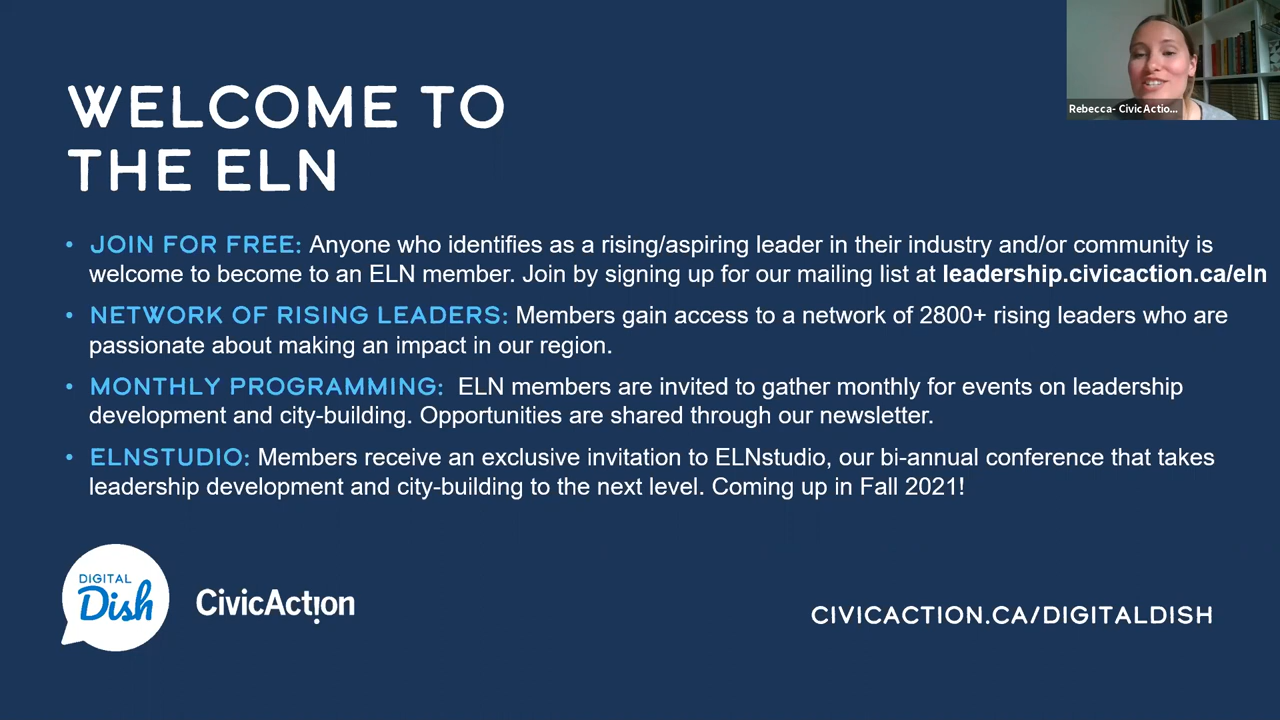 Rebecca- CivicActio...
WELCOME TO
THE ELN
• JOIN FOR FREE: Anyone who identifies as a rising/aspiring leader in their industry and/or community is
welcome to become to an ELN member. Join by signing up for our mailing list at leadership.civicaction.ca/eln
• NETWORK OF RISING LEADERS: Members gain access to a network of 2800+ rising leaders who are
passionate about making an impact in our region.
• MONTHLY PROGRAMMING: ELN members are invited to gather monthly for events on leadership
development and city-building. Opportunities are shared through our newsletter.
• ELNSTUDIO: Members receive an exclusive invitation to ELNstudio, our bi-annual conference that takes
leadership development and city-building to the next level. Coming up in Fall 2021!
DIGITAL
Dish
CivicAction
CIVICACTION.CA/DIGITALDISH